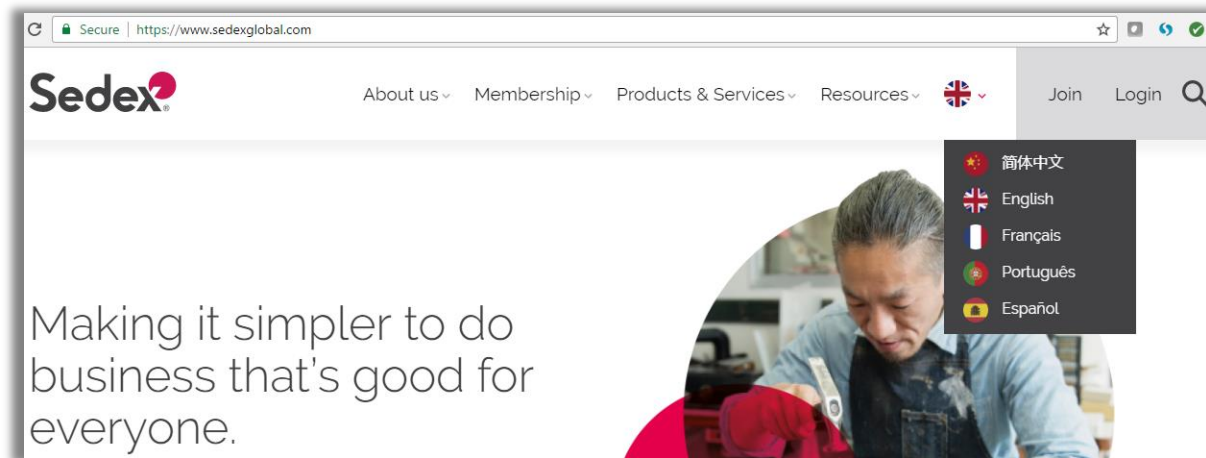 Secure | https://www.sedexglobal.com
Sedex®
About us Membership Products & Services Resources Join Login
简体中文
English
Français
Português
Español
Making it simpler to do
business that's good for
everyone.